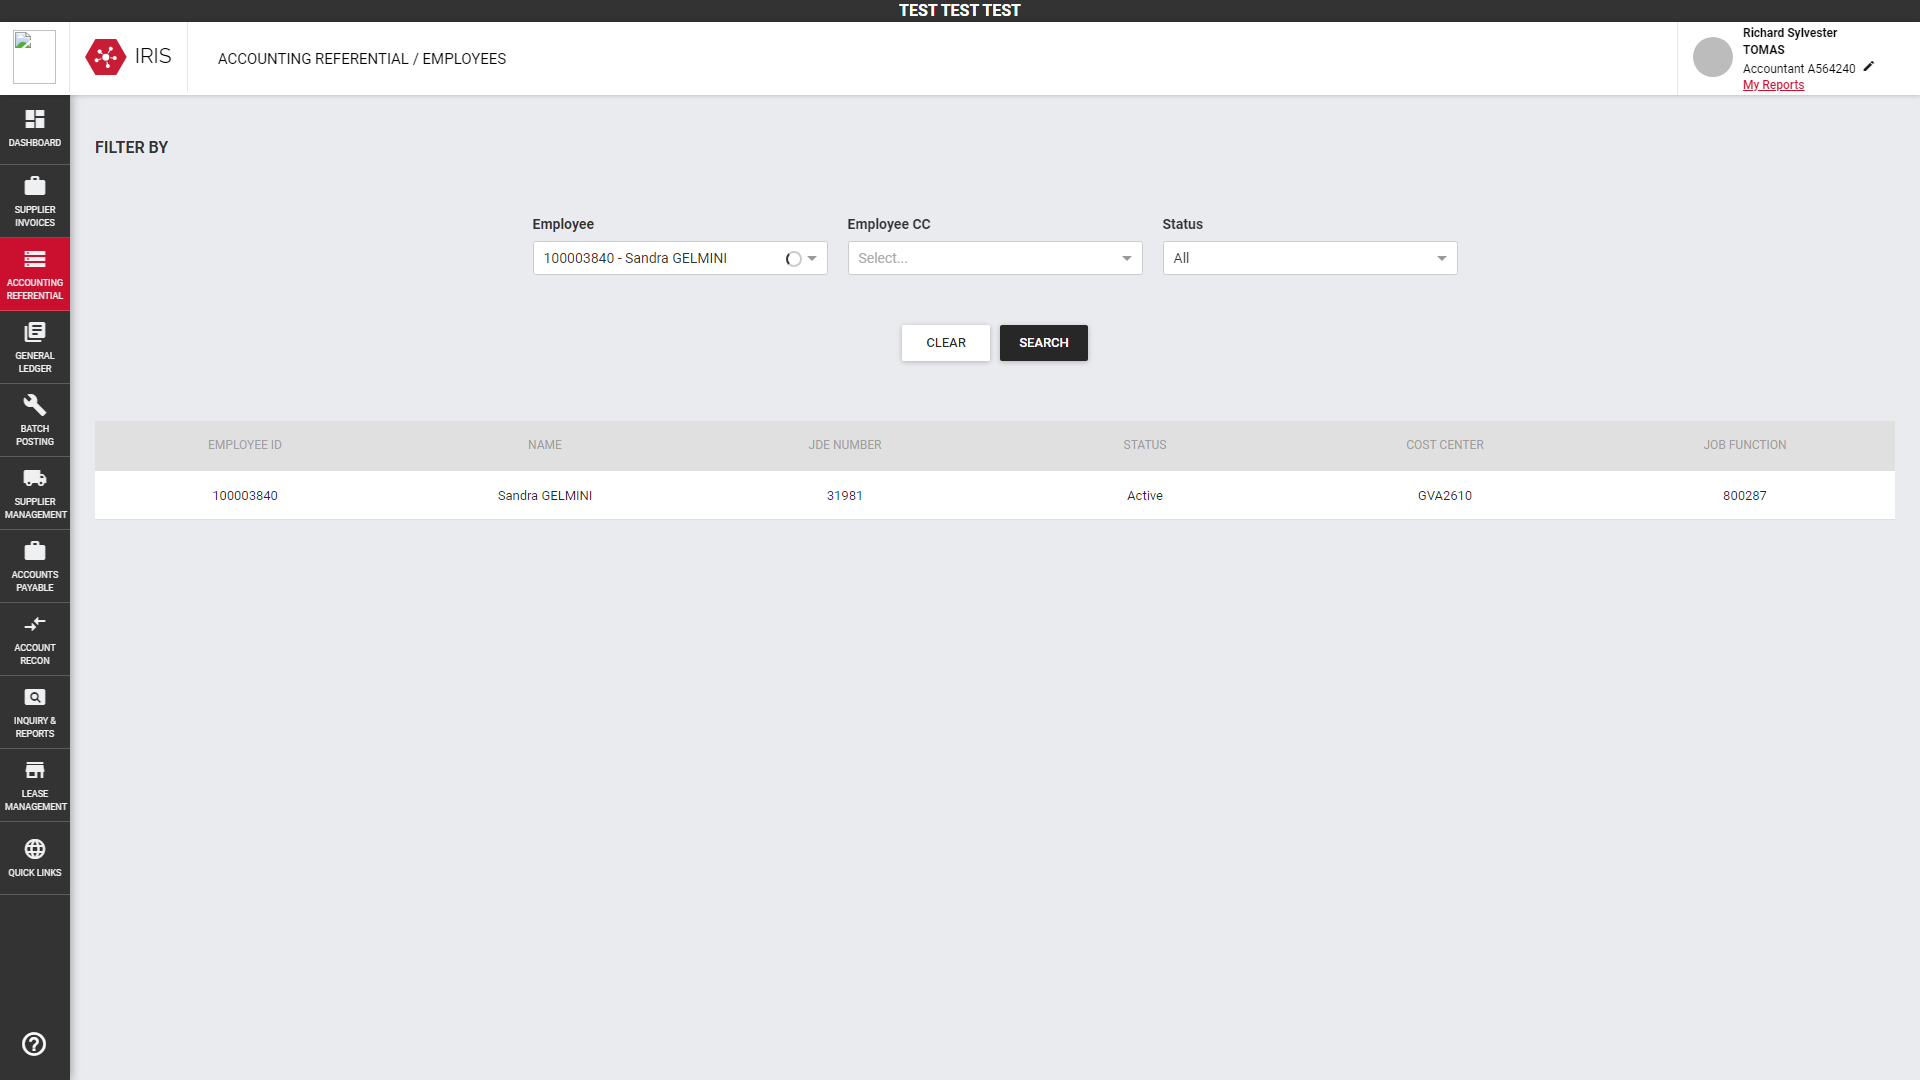 TEST TEST TEST
IRIS
ACCOUNTING REFERENTIAL / EMPLOYEES
Richard Sylvester
TOMAS
Accountant A564240
My Reports
DASHBOARD
SUPPLIER
INVOICES
ACCOUNTING
REFERENTIAL
GENERAL
LEDGER
BATCH
POSTING
SUPPLIER
MANAGEMENT
ACCOUNTS
PAYABLE
ACCOUNT
RECON
INQUIRY &
REPORTS
LEASE
MANAGEMENT
QUICK LINKS
FILTER BY
Employee Employee CC Status
100003840 - Sandra GELMINI Select... All
CLEAR SEARCH
EMPLOYEE ID NAME JDE NUMBER STATUS COST CENTER JOB FUNCTION
100003840 Sandra GELMINI 31981 Active GVA2610 800287